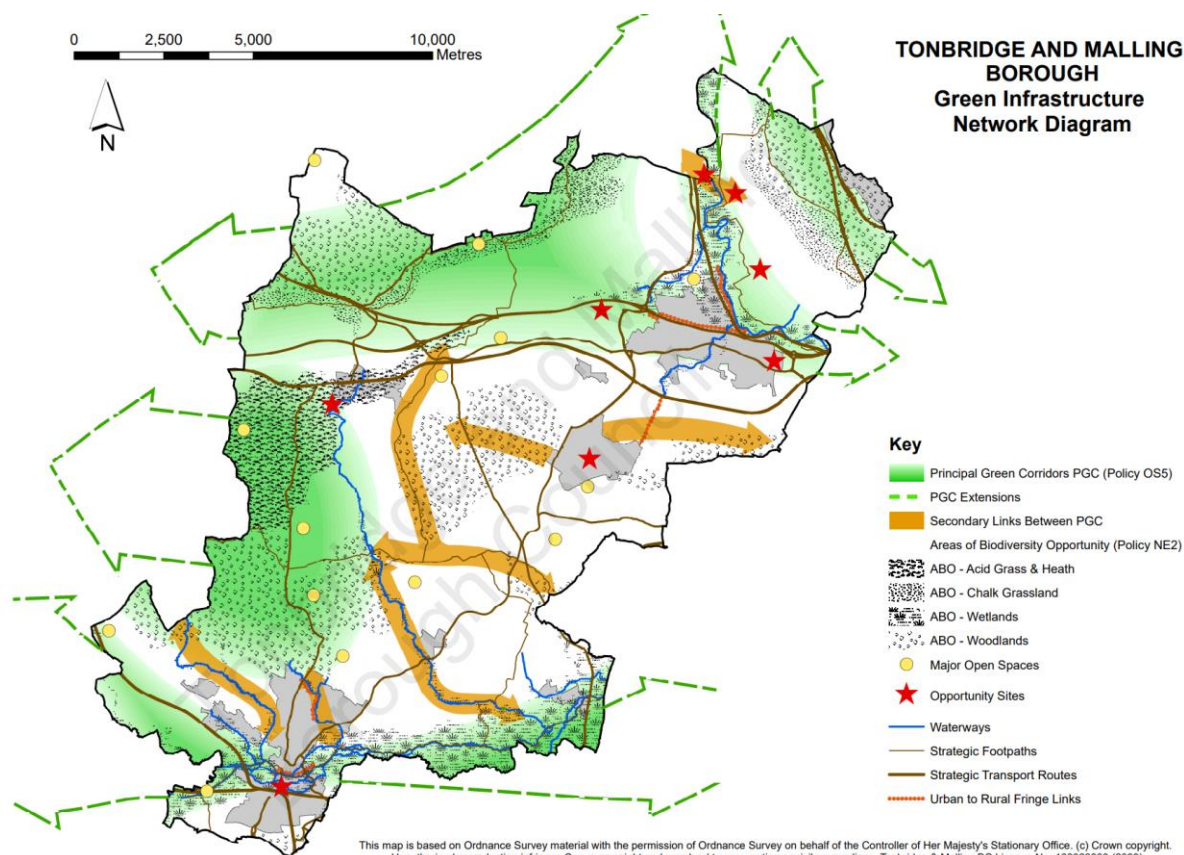 0 2,500 5,000 10,000
Metres
N
TONBRIDGE AND MALLING
BOROUGH
Green Infrastructure
Network Diagram
Key
Principal Green Corridors PGC (Policy OS5)
PGC Extensions
Secondary Links Between PGC
Areas of Biodiversity Opportunity (Policy NE2)
ABO - Acid Grass & Heath
ABO - Chalk Grassland
ABO - Wetlands
ABO - Woodlands
Major Open Spaces
Opportunity Sites
Waterways
Strategic Footpaths
Strategic Transport Routes
Urban to Rural Fringe Links
This map is based on Ordnance Survey material with the permission of Ordnance Survey on behalf of the Controller of Her Majesty's Stationary Office. (c) Crown copyright.